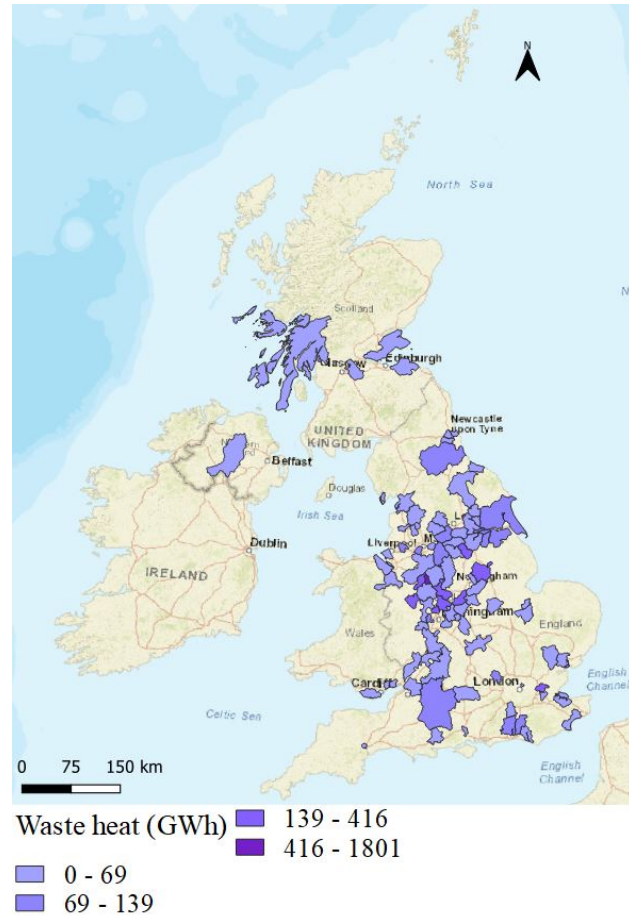 N
North Sea
Scotland
Edinburgh
Glasgow
Newcastle
upon Tyne
UNITED
KINGDOM
Belfast
Douglas
Irish Sea
Dublin
Liverpool
IRELAND
Nottingham
Wales
England
Cardiff
London
English
Channel
Celtic Sea
0 75 150 km
English
Channel
Waste heat (GWh)
139 - 416
416 - 1801
0 - 69
69 - 139